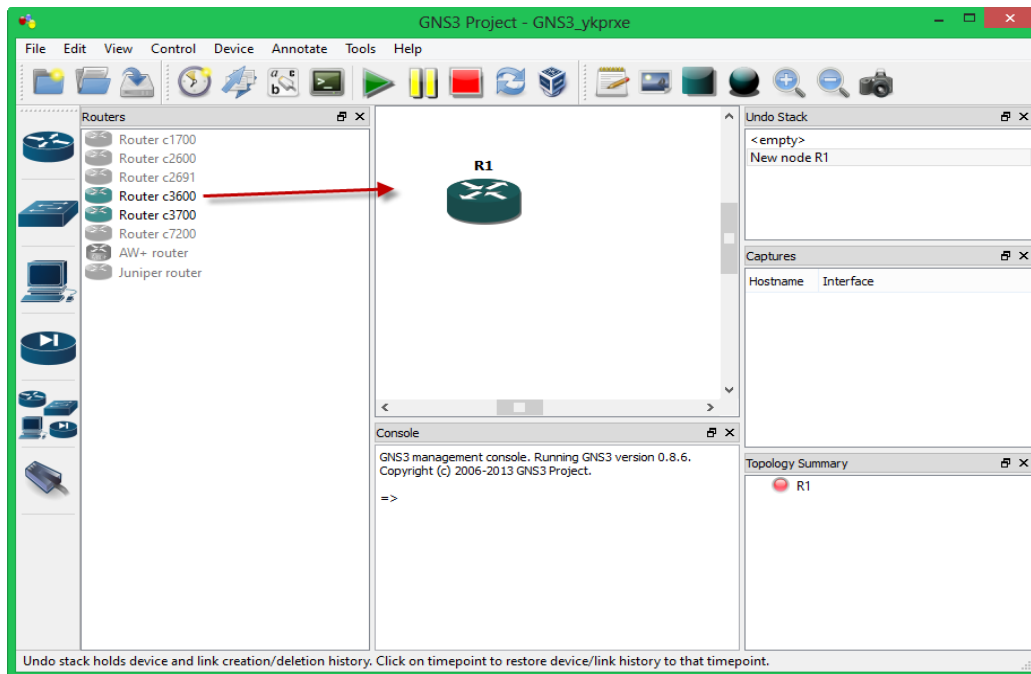 GNS3 Project - GNS3_ykprxe
File Edit View Control Device Annotate Tools Help
Routers
Router c1700
Router c2600
Router c2691
Router c3600
Router c3700
Router c7200
AW+ router
Juniper router
R1
Console
GNS3 management console. Running GNS3 version 0.8.6.
Copyright (c) 2006-2013 GNS3 Project.
=>
Undo Stack
<empty>
New node R1
Captures
Hostname Interface
Topology Summary
R1
Undo stack holds device and link creation/deletion history. Click on timepoint to restore device/link history to that timepoint.